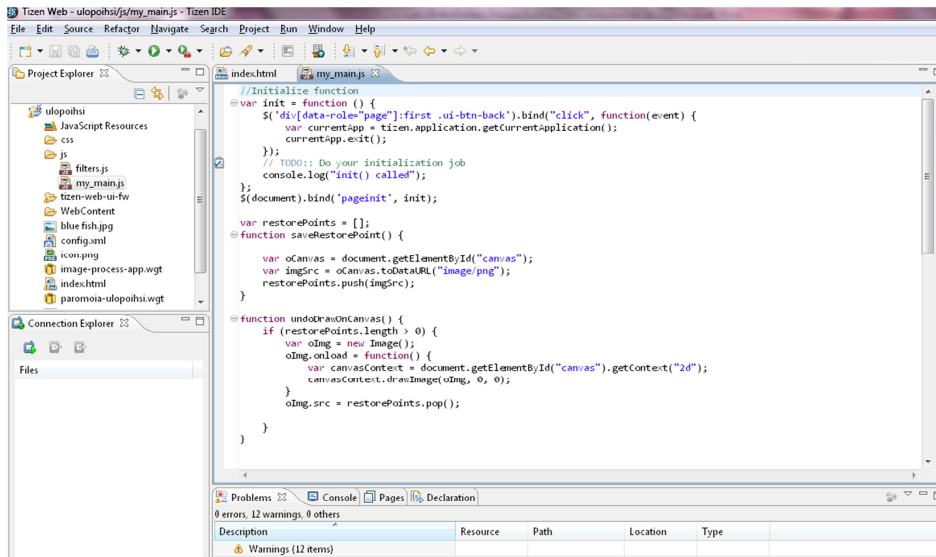 Tizen Web - ulopoihsi/js/my_main.js - Tizen IDE
File Edit Source Refactor Navigate Search Project Run Window Help
Project Explorer
ulopoihsi
JavaScript Resources
css
js
filters.js
my_main.js
tizen-web-ui-fw
WebContent
blue fish.jpg
config.xml
icon.png
image-process-app.wgt
index.html
paromoia-ulopoihsi.wgt
Connection Explorer
Files
index.html my_main.js
//Initialize function
var init = function () {
$('div[data-role="page"]:first .ui-btn-back').bind("click", function(event) {
var currentApp = tizen.application.getCurrentApplication();
currentApp.exit();
});
// TODO:: Do your initialization job
console.log("init() called");
};
$(document).bind('pageinit', init);
var restorePoints = [];
function saveRestorePoint() {
var oCanvas = document.getElementById("canvas");
var imgSrc = oCanvas.toDataURL("image/png");
restorePoints.push(imgSrc);
}
function undoDrawOnCanvas() {
if (restorePoints.length > 0) {
var oImg = new Image();
oImg.onload = function() {
var canvasContext = document.getElementById("canvas").getContext("2d");
canvasContext.drawImage(oImg, 0, 0);
}
oImg.src = restorePoints.pop();
}
}
Problems Console Pages Declaration
0 errors, 12 warnings, 0 others
Description Resource Path Location Type
Warnings (12 items)